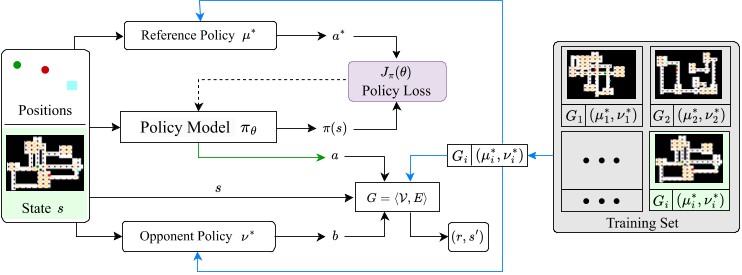 Reference Policy μ*
a*
J_π(θ)
Policy Loss
Positions
Policy Model π_θ
π(s)
a
s
State s
G = ⟨𝒱, E⟩
Opponent Policy ν*
b
(r, s′)
G_i (μ_i*, ν_i*)
G_1 (μ_1*, ν_1*)
G_2 (μ_2*, ν_2*)
• • •
• • •
G_i (μ_i*, ν_i*)
Training Set